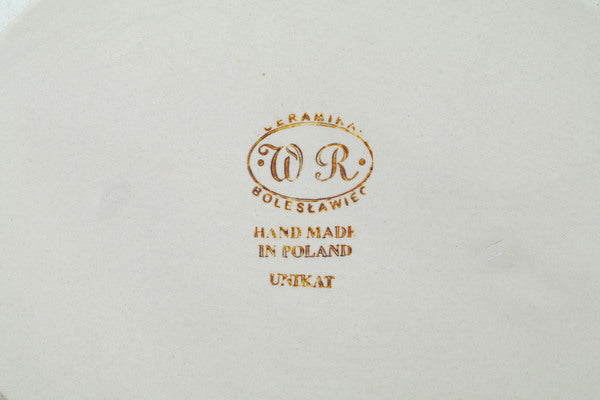 CERAMIKA
W R
BOLESŁAWIEC
HAND MADE
IN POLAND
UNIKAT